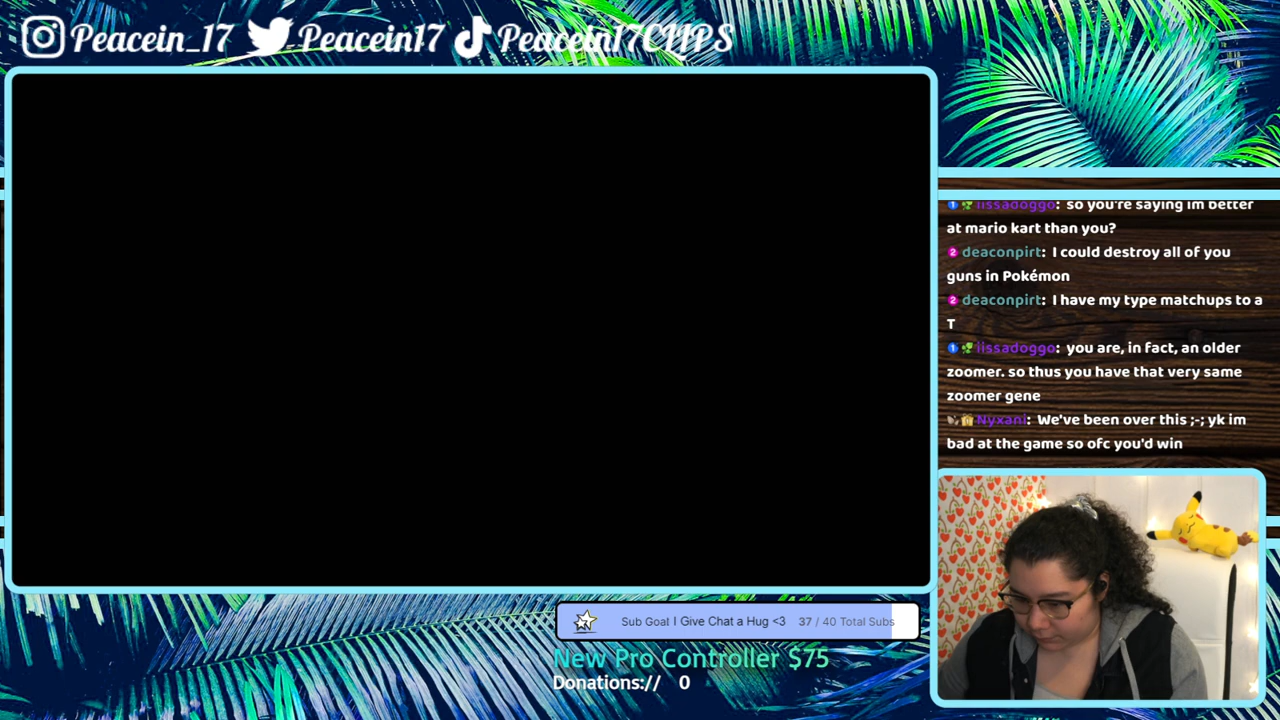 Peacein_17 Peacein17 Peacein17CLIPS
1 lissadoggo: so you're saying im better
at mario kart than you?
2 deaconpirt: I could destroy all of you
guns in Pokémon
2 deaconpirt: I have my type matchups to a
T
1 lissadoggo: you are, in fact, an older
zoomer. so thus you have that very same
zoomer gene
Nyxani: We've been over this ;-; yk im
bad at the game so ofc you'd win
Sub Goal I Give Chat a Hug <3 37 / 40 Total Subs
New Pro Controller $75
Donations:// 0